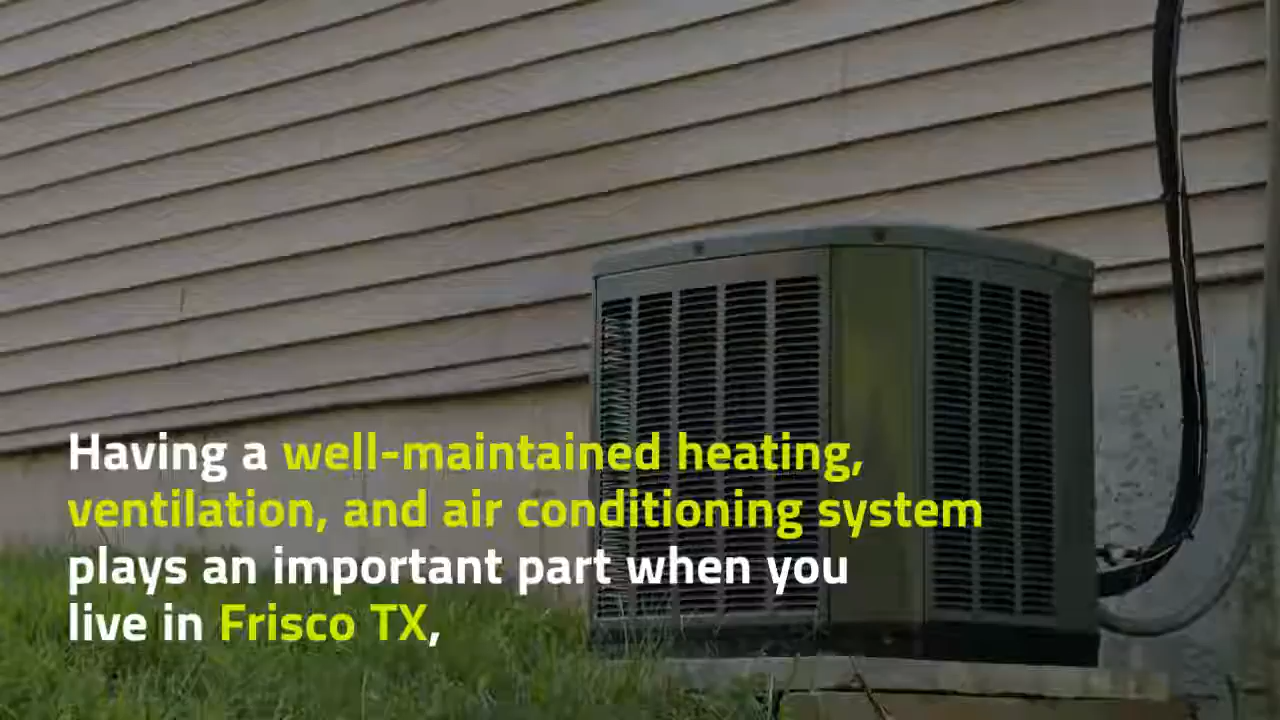 Having a well-maintained heating,
ventilation, and air conditioning system
plays an important part when you
live in Frisco TX,